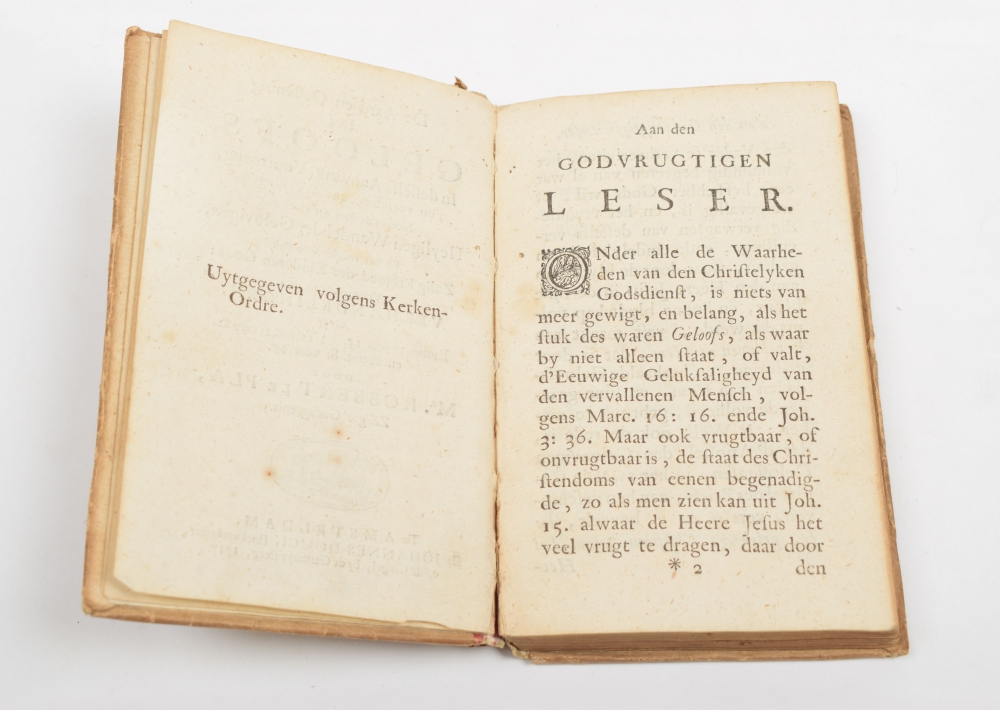 Uytgegeven volgens Kerken-
Ordre.
Aan den
GODVRUGTIGEN
LESER.
ONder alle de Waarhe-
den van den Chriſtelyken
Godsdienſt, is niets van
meer gewigt, en belang, als het
ſtuk des waren Geloofs, als waar
by niet alleen ſtaat, of valt,
d'Eeuwige Gelukſaligheyd van
den vervallenen Menſch, vol-
gens Marc. 16: 16. ende Joh.
3: 36. Maar ook vrugtbaar, of
onvrugtbaar is, de ſtaat des Chri-
ſtendoms van eenen begenadig-
de, zo als men zien kan uit Joh.
15. alwaar de Heere Jeſus het
veel vrugt te dragen, daar door
* 2 den